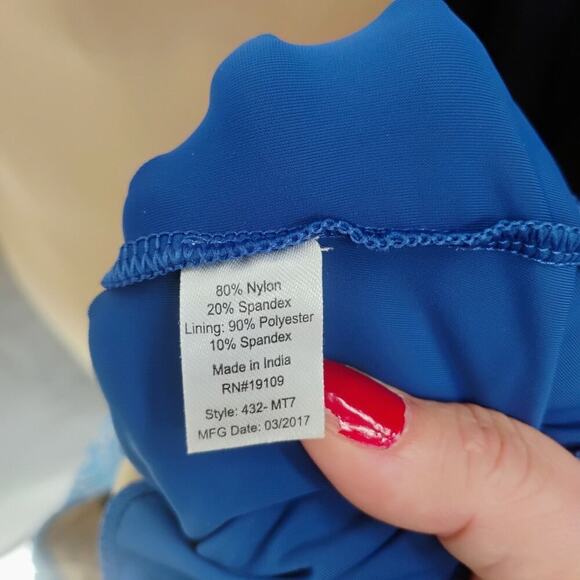 80% Nylon
20% Spandex
Lining: 90% Polyester
10% Spandex
Made in India
RN#19109
Style: 432- MT7
MFG Date: 03/2017